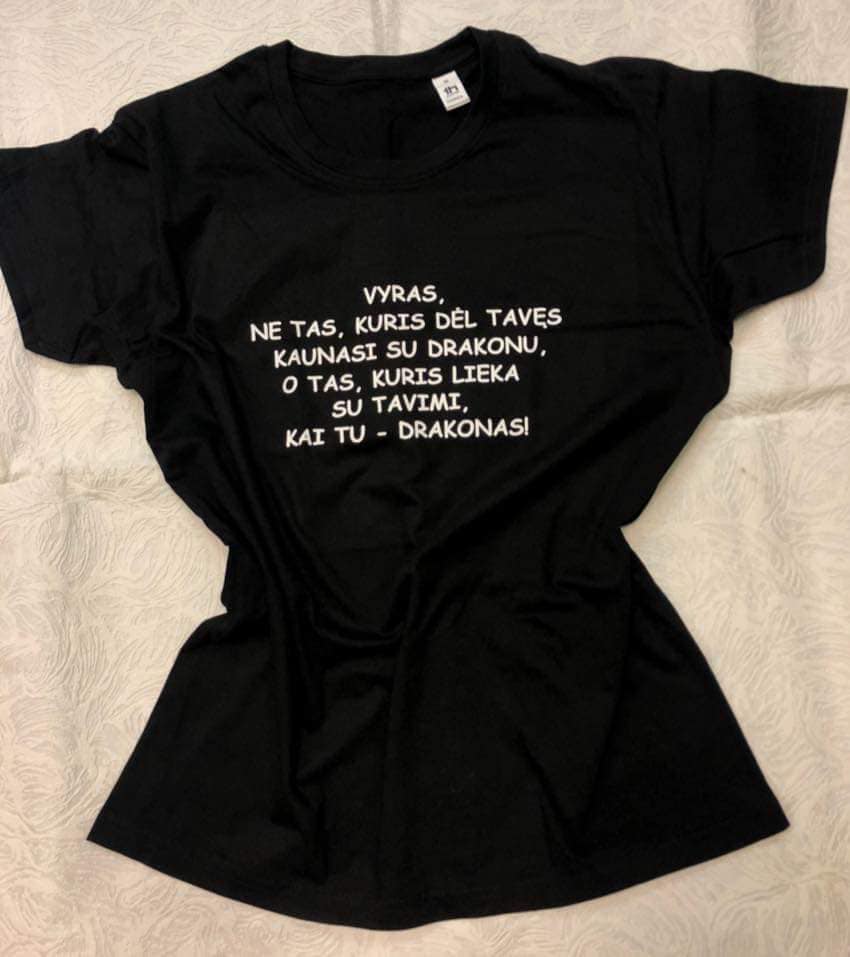 VYRAS,
NE TAS, KURIS DĖL TAVĘS
KAUNASI SU DRAKONU,
O TAS, KURIS LIEKA
SU TAVIMI,
KAI TU - DRAKONAS!